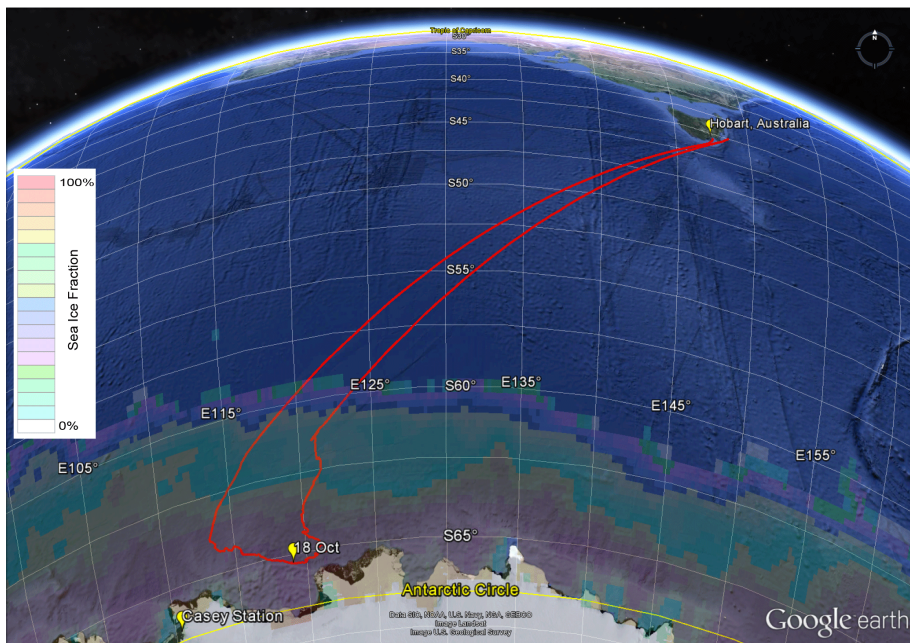 Tropic of Capricorn
S30°
S35°
S40°
S45°
N
Hobart, Australia
100%
S50°
Sea Ice Fraction
S55°
E125°
S60°
E135°
E115°
E145°
0%
E105°
E155°
S65°
18 Oct
Antarctic Circle
Casey Station
Data SIO, NOAA, U.S. Navy, NGA, GEBCO
Image Landsat
Image U.S. Geological Survey
Google earth